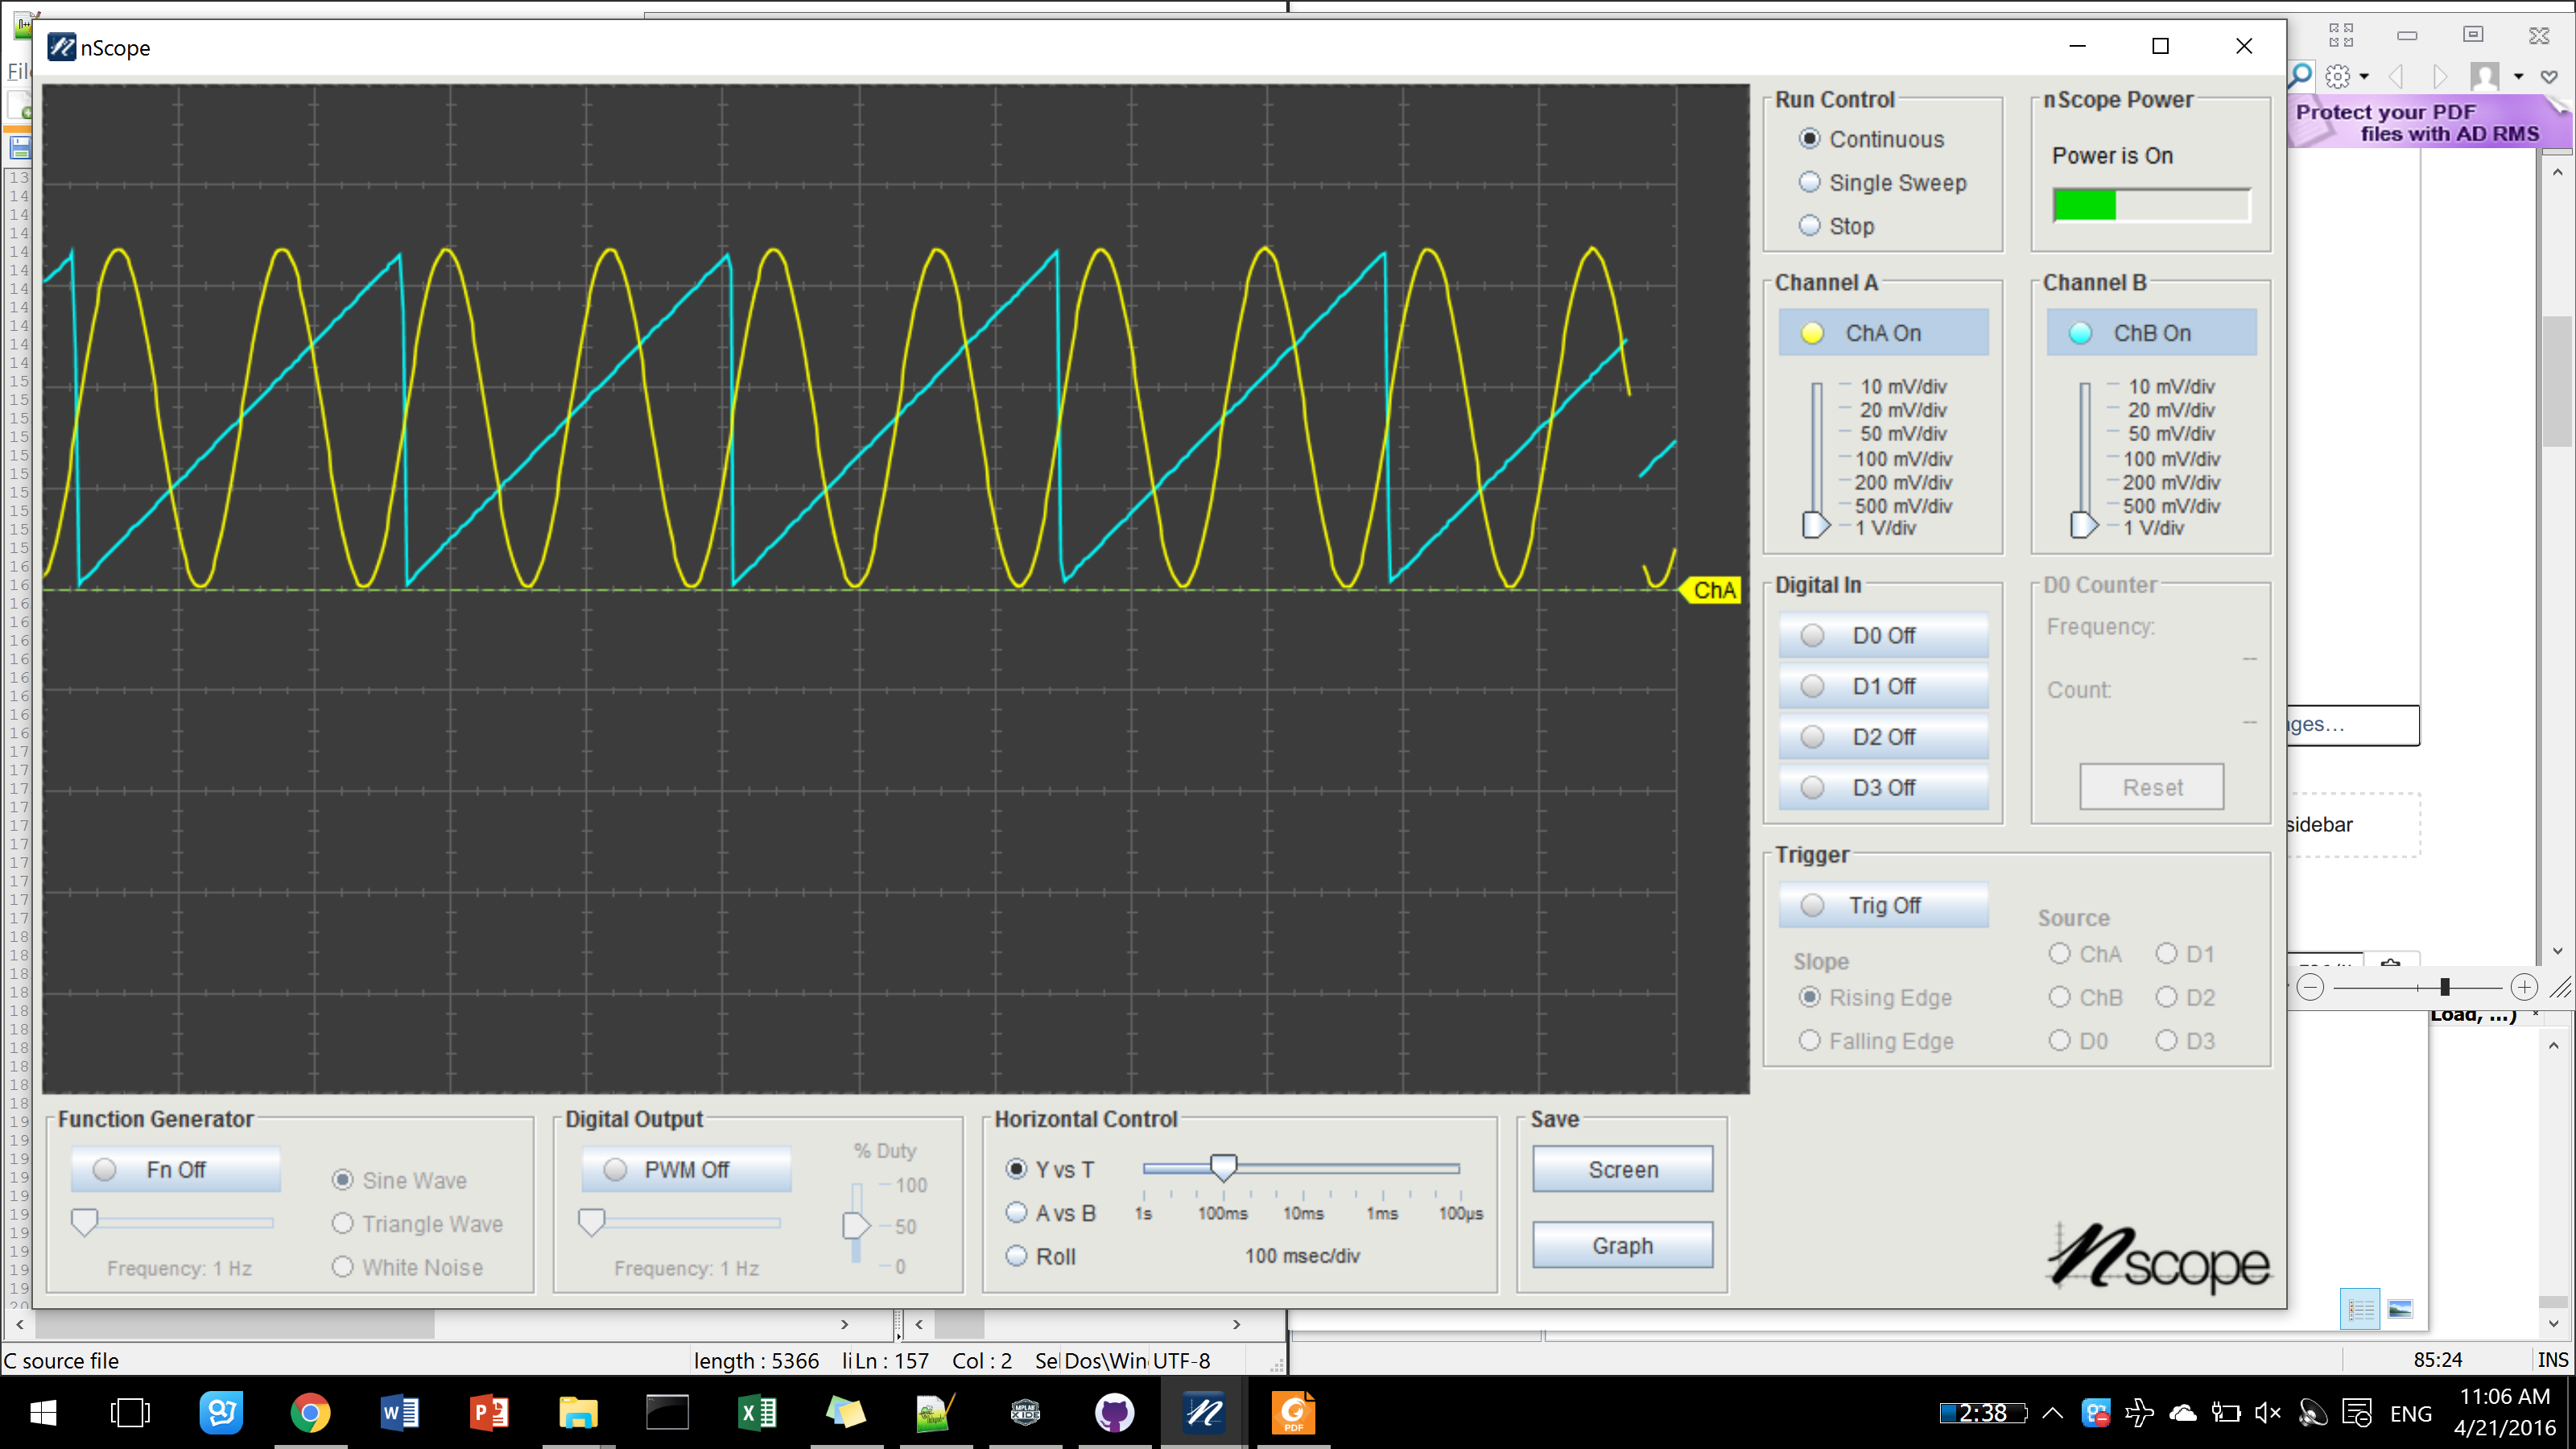 nScope
Fil
Protect your PDF
files with AD RMS
Run Control
Continuous
Single Sweep
Stop
nScope Power
Power is On
Channel A
ChA On
10 mV/div
20 mV/div
50 mV/div
100 mV/div
200 mV/div
500 mV/div
1 V/div
Channel B
ChB On
10 mV/div
20 mV/div
50 mV/div
100 mV/div
200 mV/div
500 mV/div
1 V/div
ChA
Digital In
D0 Off
D1 Off
D2 Off
D3 Off
D0 Counter
Frequency:
--
Count:
--
Reset
ges...
sidebar
Trigger
Trig Off
Slope
Rising Edge
Falling Edge
Source
ChA
D1
ChB
D2
D0
D3
Load, ...)
Function Generator
Fn Off
Sine Wave
Triangle Wave
White Noise
Frequency: 1 Hz
Digital Output
PWM Off
% Duty
100
50
0
Frequency: 1 Hz
Horizontal Control
Y vs T
A vs B
Roll
1s 100ms 10ms 1ms 100µs
100 msec/div
Save
Screen
Graph
nscope
C source file
length : 5366 li Ln : 157 Col : 2 Sel Dos\Win UTF-8
85:24 INS
2:38
ENG
11:06 AM
4/21/2016